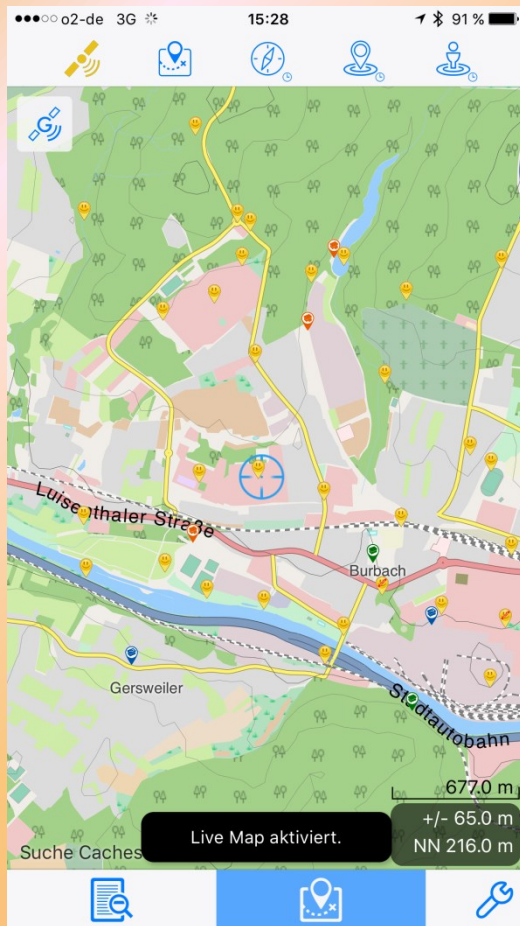 o2-de 3G 15:28 91 %
G
Luisenthaler Straße
Burbach
Gersweiler
Stadtautobahn
677.0 m
+/- 65.0 m
NN 216.0 m
Live Map aktiviert.
Suche Caches